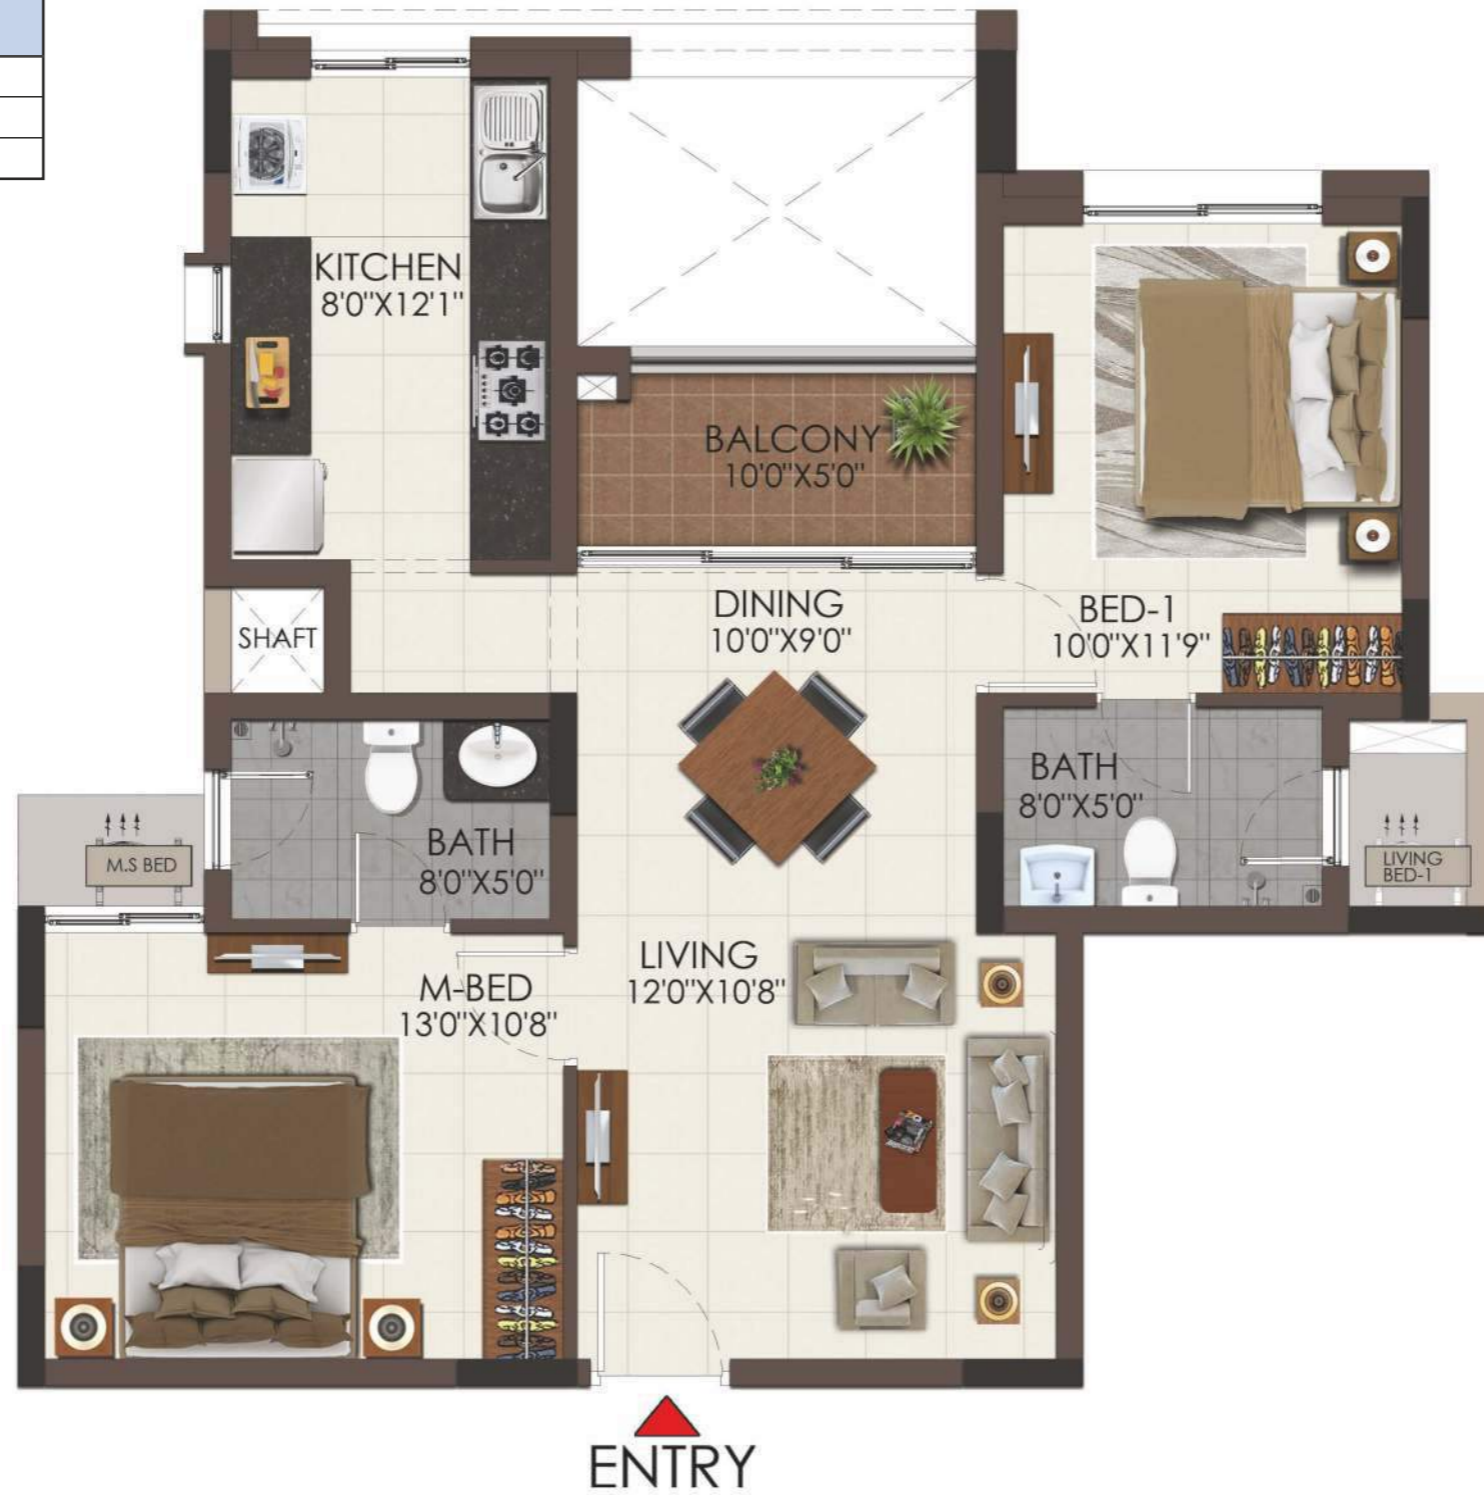 KITCHEN
8'0"X12'1"
BALCONY
10'0"X5'0"
DINING
10'0"X9'0"
BED-1
10'0"X11'9"
SHAFT
BATH
8'0"X5'0"
BATH
8'0"X5'0"
M.S BED
LIVING
BED-1
LIVING
12'0"X10'8"
M-BED
13'0"X10'8"
ENTRY